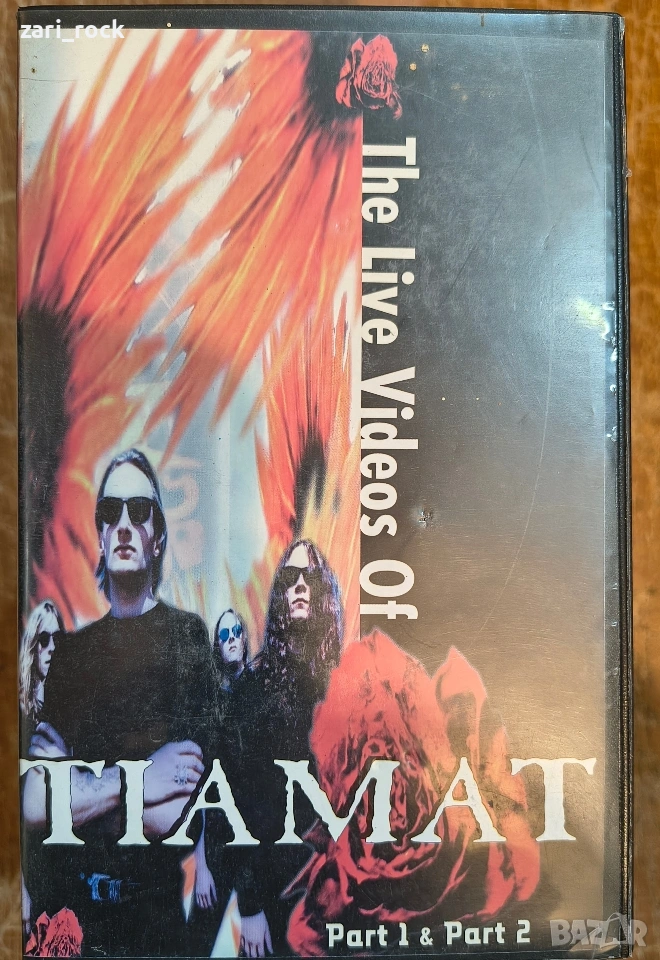 zari_rock
The Live Videos Of
TIAMAT
Part 1 & Part 2
BAZAR